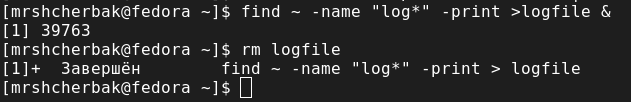 [mrshcherbak@fedora ~]$ find ~ -name "log*" -print >logfile &
[1] 39763
[mrshcherbak@fedora ~]$ rm logfile
[1]+  Завершён        find ~ -name "log*" -print > logfile
[mrshcherbak@fedora ~]$